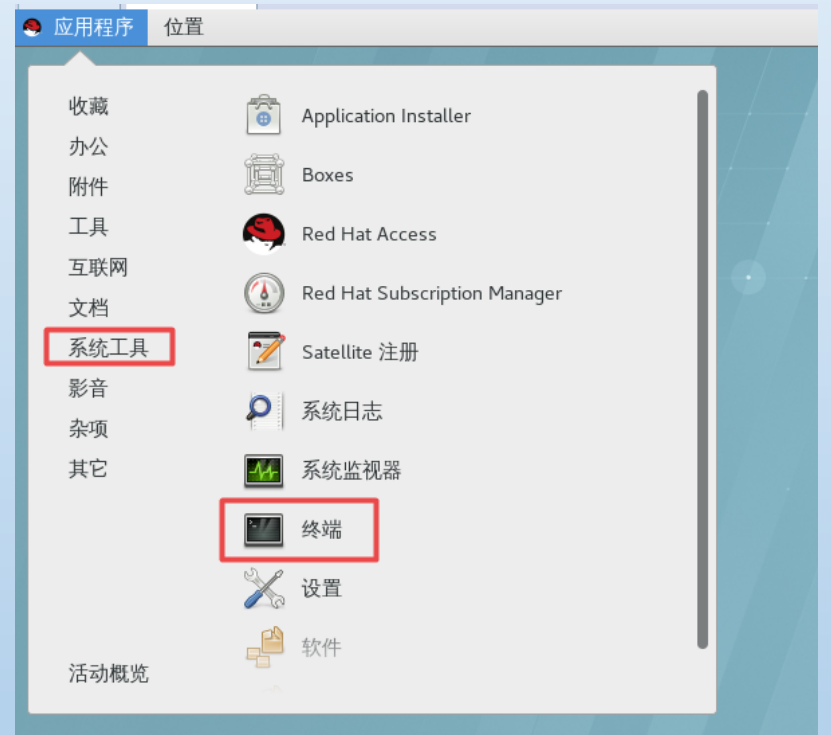 应用程序 位置
收藏
办公
附件
工具
互联网
文档
系统工具
影音
杂项
其它
活动概览
Application Installer
Boxes
Red Hat Access
Red Hat Subscription Manager
Satellite 注册
系统日志
系统监视器
终端
设置
软件